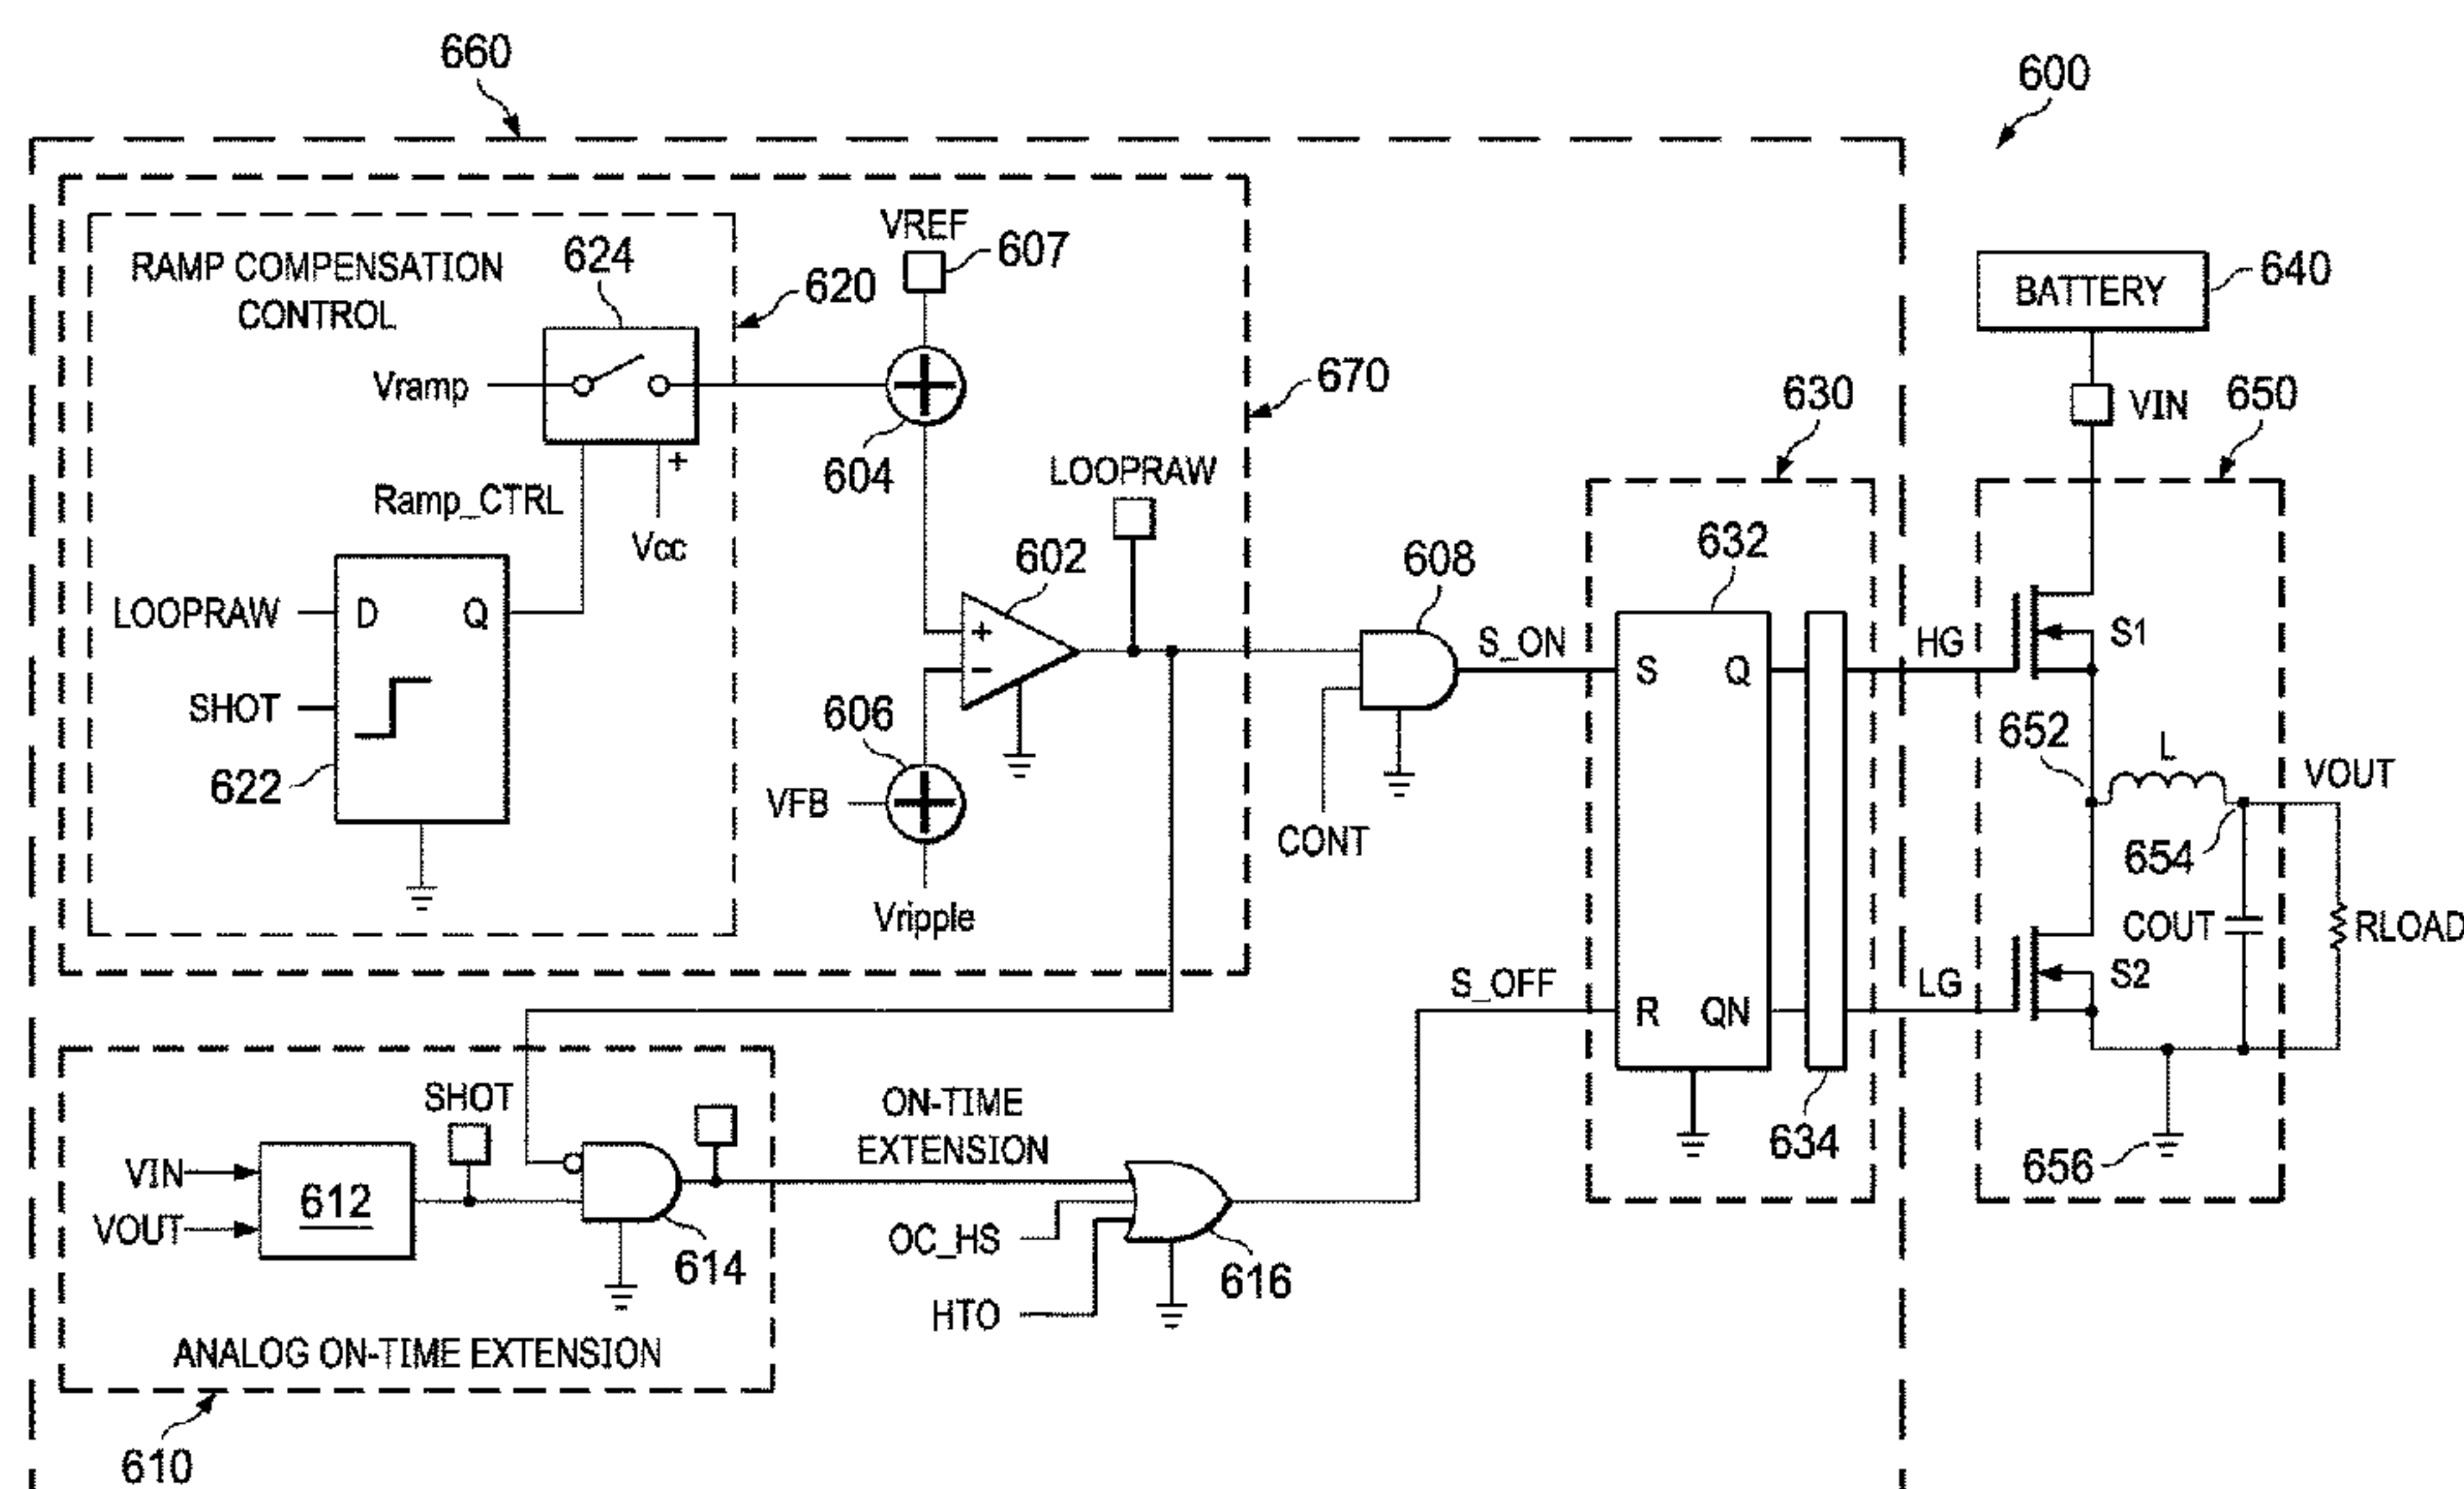 660
600
VREF
607
RAMP COMPENSATION
CONTROL
624
620
BATTERY
640
Vramp
604
670
630
VIN
650
LOOPRAW
Ramp_CTRL
+
Vcc
602
608
632
LOOPRAW
D
Q
+
-
S_ON
S
Q
HG
S1
SHOT
606
652
L
622
VFB
CONT
VOUT
654
Vripple
COUT
RLOAD
S_OFF
LG
S2
R
QN
SHOT
ON-TIME
EXTENSION
VIN
VOUT
612
634
656
614
OC_HS
616
HTO
ANALOG ON-TIME EXTENSION
610